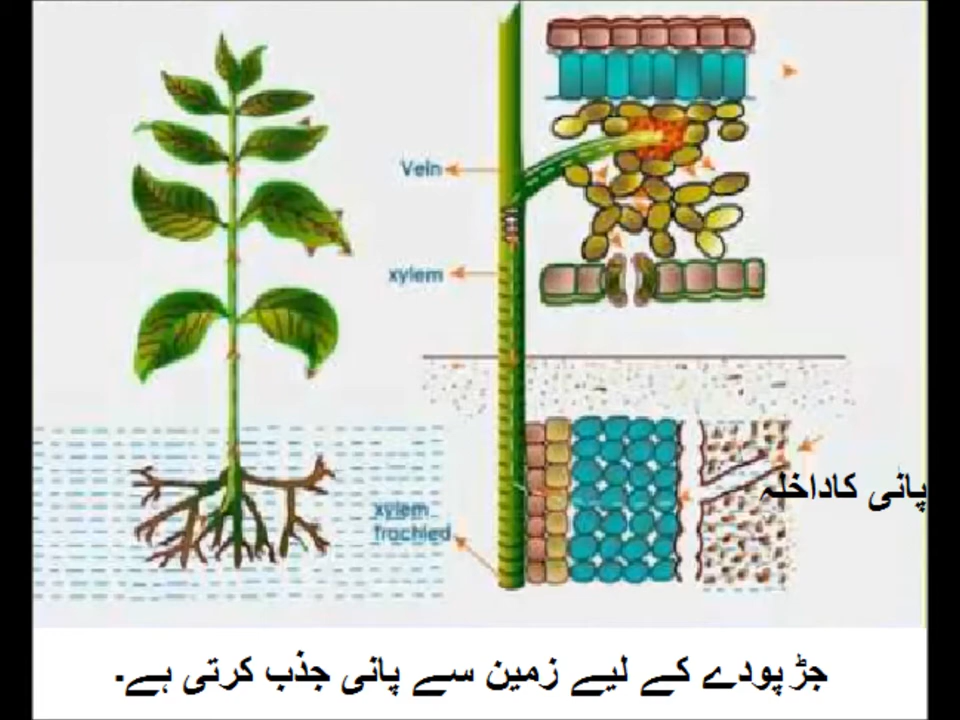 Vein
xylem
xylem
frachied
پانی کاداخلہ
جڑ پودے کے لیے زمین سے پانی جذب کرتی ہے۔